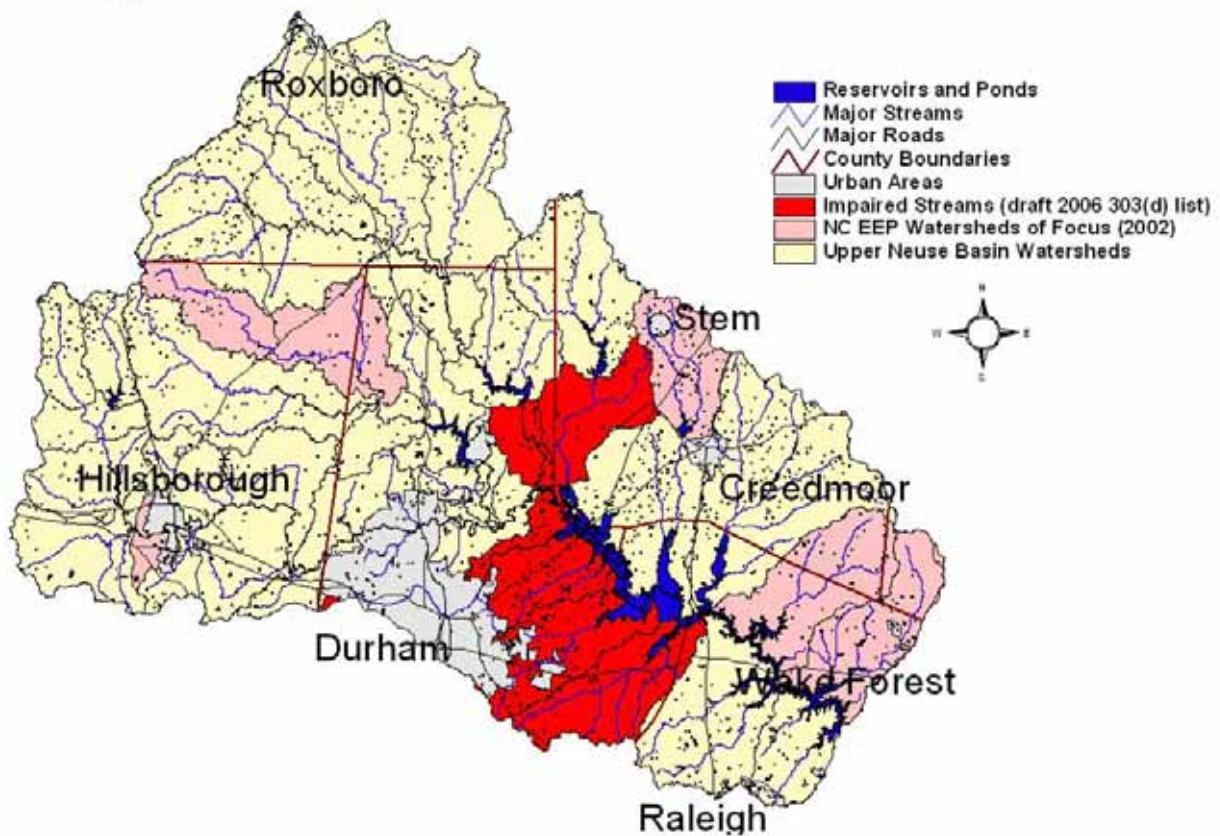 Roxboro
Reservoirs and Ponds
Major Streams
Major Roads
County Boundaries
Urban Areas
Impaired Streams (draft 2006 303(d) list)
NC EEP Watersheds of Focus (2002)
Upper Neuse Basin Watersheds
N
W
E
Stem
Hillsborough
Creedmoor
Durham
Wake Forest
Raleigh